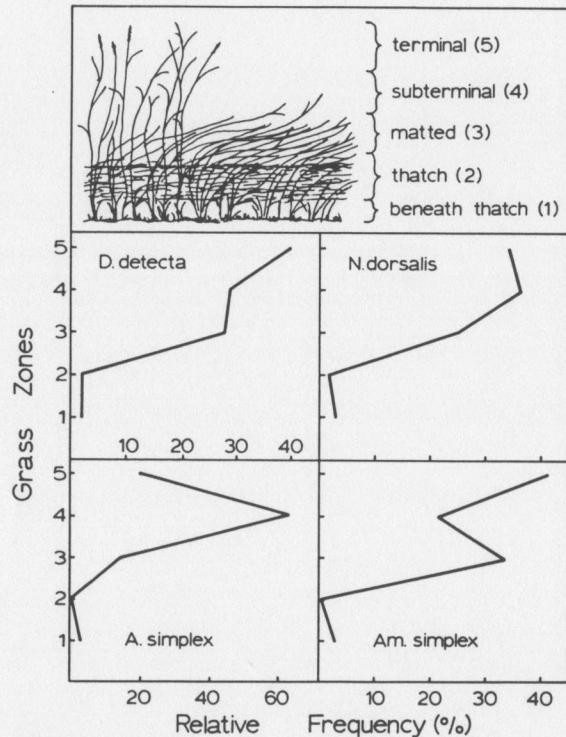 terminal (5)
subterminal (4)
matted (3)
thatch (2)
beneath thatch (1)
Grass Zones
D. detecta
5
4
3
2
1
10 20 30 40
N. dorsalis
A. simplex
5
4
3
2
1
20 40 60
Am. simplex
10 20 30 40
Relative Frequency (%)